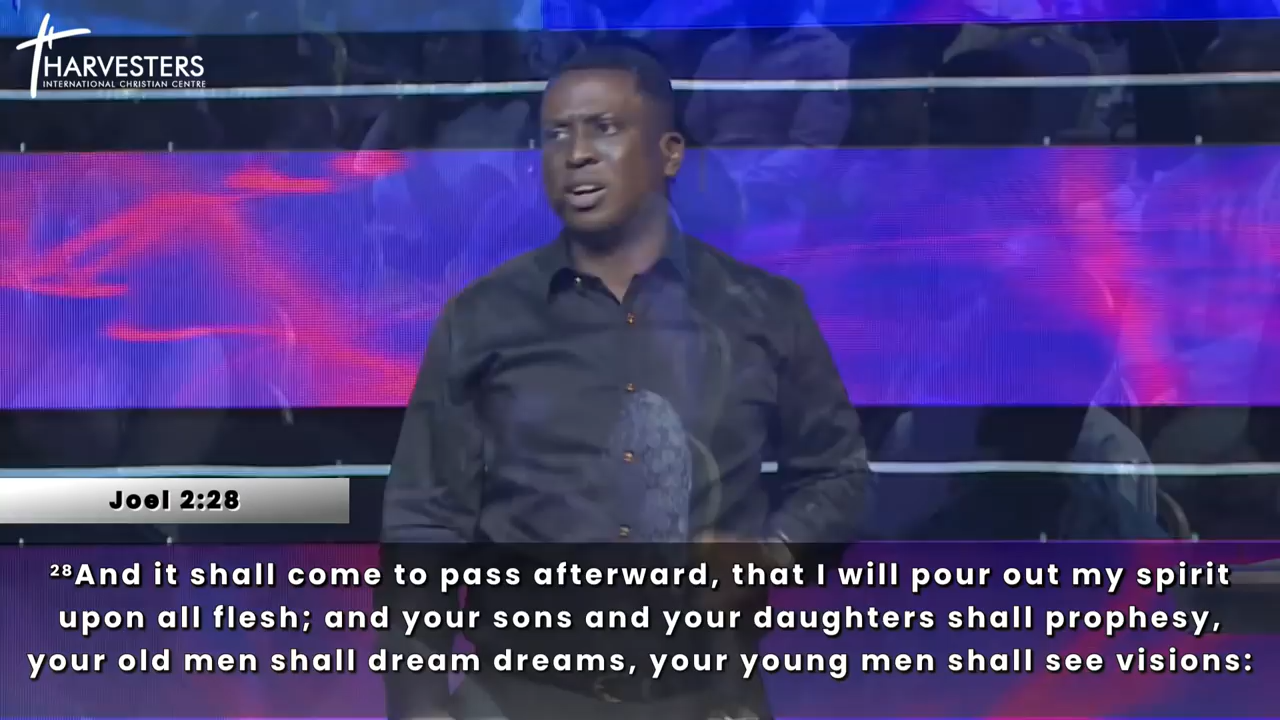 HARVESTERS
INTERNATIONAL CHRISTIAN CENTRE
Joel 2:28
²⁸And it shall come to pass afterward, that I will pour out my spirit
upon all flesh; and your sons and your daughters shall prophesy,
your old men shall dream dreams, your young men shall see visions: